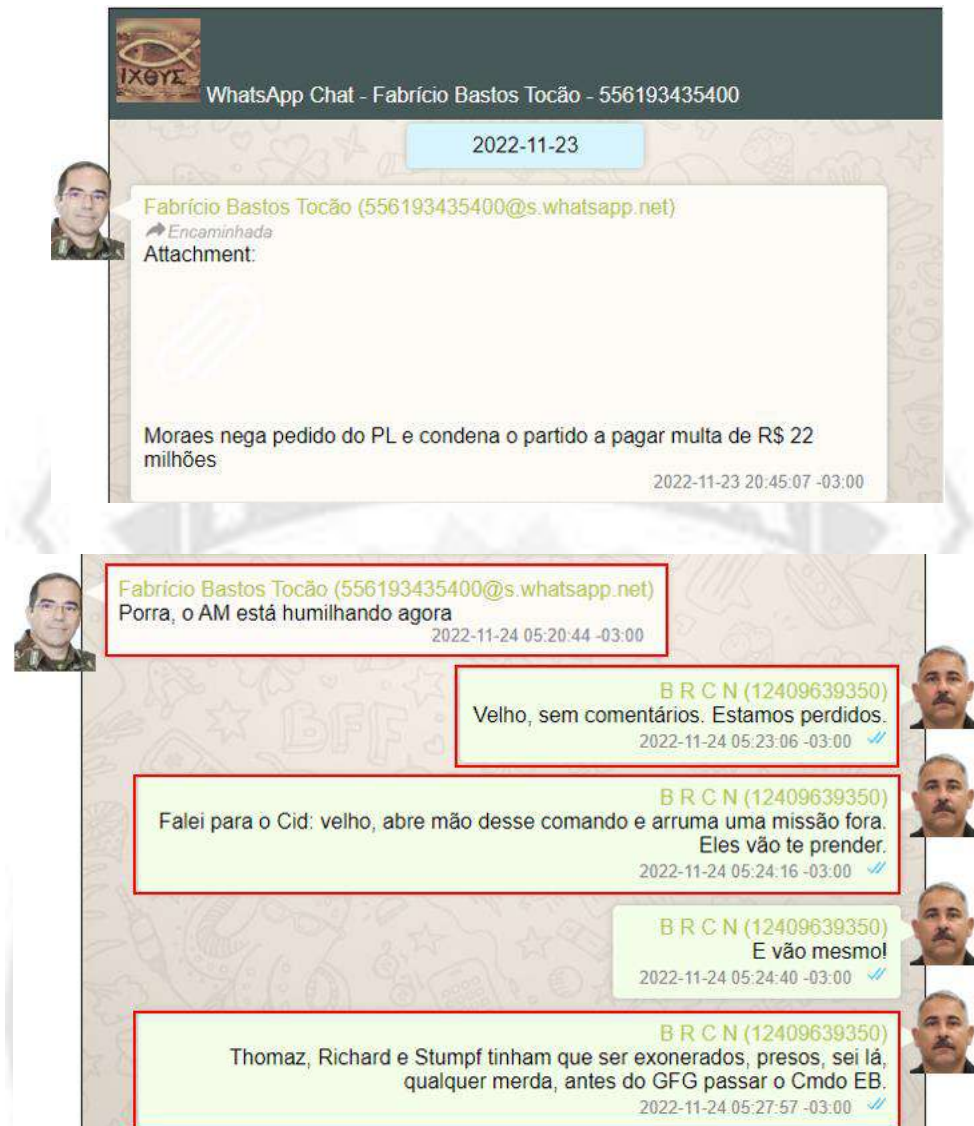 ΙΧΘΥΣ
WhatsApp Chat - Fabrício Bastos Tocão - 556193435400
2022-11-23
Fabrício Bastos Tocão (556193435400@s.whatsapp.net)
Encaminhada
Attachment:
Moraes nega pedido do PL e condena o partido a pagar multa de R$ 22
milhões
2022-11-23 20:45:07 -03:00
Fabrício Bastos Tocão (556193435400@s.whatsapp.net)
Porra, o AM está humilhando agora
2022-11-24 05:20:44 -03:00
B R C N (12409639350)
Velho, sem comentários. Estamos perdidos.
2022-11-24 05:23:06 -03:00
B R C N (12409639350)
Falei para o Cid: velho, abre mão desse comando e arruma uma missão fora.
Eles vão te prender.
2022-11-24 05:24:16 -03:00
B R C N (12409639350)
E vão mesmo!
2022-11-24 05:24:40 -03:00
B R C N (12409639350)
Thomaz, Richard e Stumpf tinham que ser exonerados, presos, sei lá,
qualquer merda, antes do GFG passar o Cmdo EB.
2022-11-24 05:27:57 -03:00
BFF